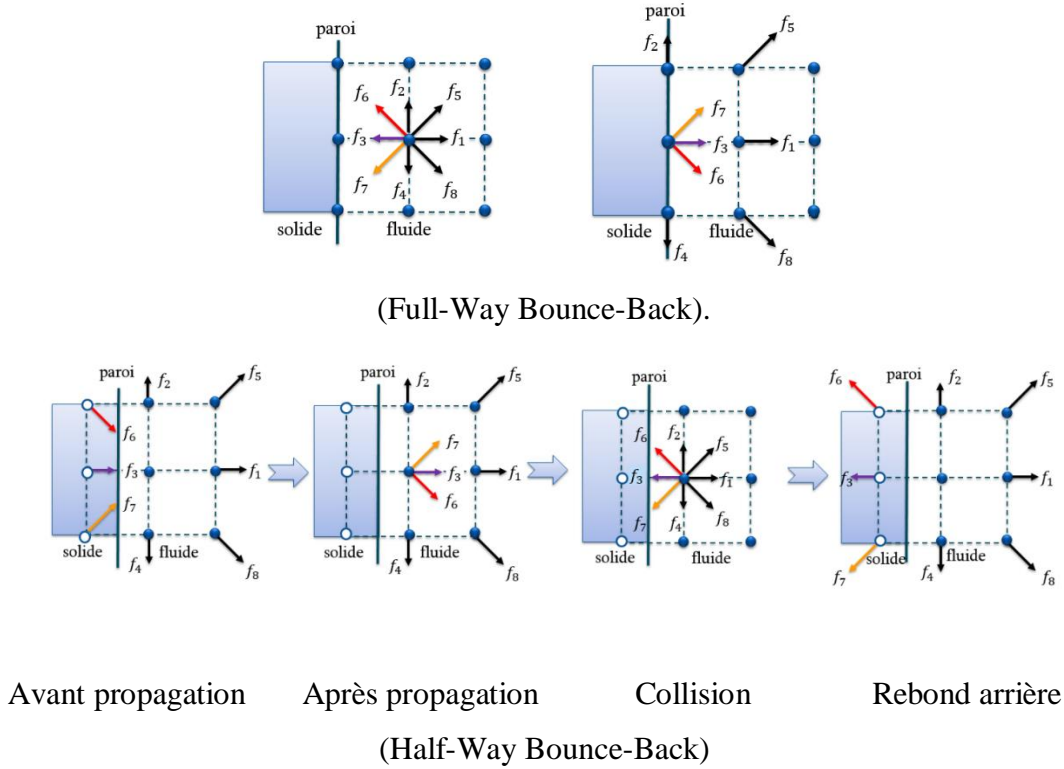 paroi
f6 f2 f5
f3 f1
f7 f4 f8
solide fluide
paroi
f2 f5
f7
f3 f1
f6
solide fluide
f4 f8
(Full-Way Bounce-Back).
paroi
f2 f5
f6
f3 f1
f7
solide fluide
f4 f8
paroi
f2 f5
f7
f3 f1
f6
solide fluide
f4 f8
paroi
f6 f2 f5
f3 f1
f7 f4 f8
solide fluide
paroi
f6 f2 f5
f3 f1
solide fluide
f7 f4 f8
Avant propagation Après propagation Collision Rebond arrière
(Half-Way Bounce-Back)